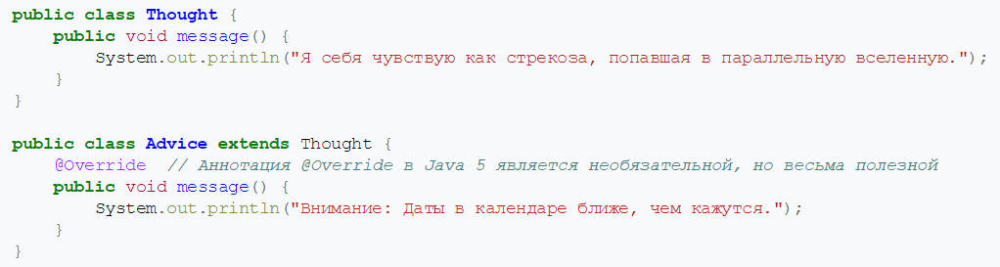 public class Thought {
    public void message() {
        System.out.println("Я себя чувствую как стрекоза, попавшая в параллельную вселенную.");
    }
}

public class Advice extends Thought {
    @Override  // Аннотация @Override в Java 5 является необязательной, но весьма полезной
    public void message() {
        System.out.println("Внимание: Даты в календаре ближе, чем кажутся.");
    }
}